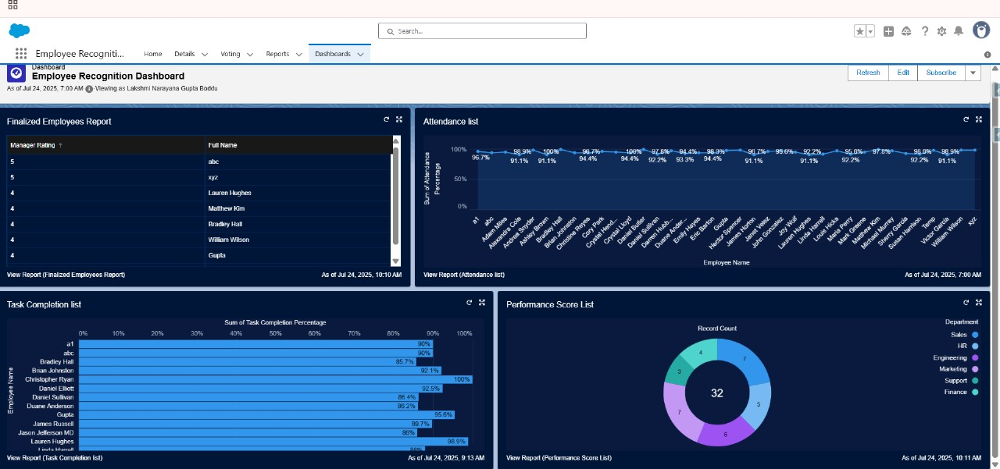 Search...
Employee Recogniti...
Home Details Voting Reports Dashboards
Dashboard
Employee Recognition Dashboard
As of Jul 24, 2025, 7:00 AM Viewing as Lakshmi Narayana Gupta Boddu
Refresh Edit Subscribe
Finalized Employees Report
Manager Rating ↑ Full Name
5 abc
5 xyz
4 Lauren Hughes
4 Matthew Kim
4 Bradley Hall
4 William Wilson
4 Gupta
View Report (Finalized Employees Report) As of Jul 24, 2025, 10:10 AM
Attendance list
Sum of Attendance
Percentage
100%
50%
0%
98.9% 100% 96.7% 100% 97.8% 94.4% 98.3% 96.7% 95.6% 92.2% 95.6% 97.8% 98.6% 98.9%
96.7% 91.1% 91.1% 94.4% 94.4% 92.2% 93.3% 94.4% 91.1% 91.1% 92.2% 92.2% 91.1%
a1
abc
Adam Miles
Alexandra Cole
Andrea Snyder
Ashley Brown
Bradley Hall
Brian Johnston
Christine Reyes
Cory Park
Crystal Hend...
Crystal Lloyd
Daniel Butler
Daniel Sullivan
Darren Hubb...
Duane Ander...
Emily Hayes
Eric Barton
Gupta
Hector Spencer
James Horton
Janet Velez
John Gonzalez
Joy Wolf
Lauren Hughes
Linda Harrell
Louis Hicks
Maria Perry
Mark Greene
Matthew Kim
Michael Murray
Sherry Garcia
Susan Harrison
Temp
Victor Garcia
William Wilson
xyz
Employee Name
View Report (Attendance list) As of Jul 24, 2025, 7:00 AM
Task Completion list
Sum of Task Completion Percentage
0% 10% 20% 30% 40% 50% 60% 70% 80% 90% 100%
Employee Name
a1 90%
abc 90%
Bradley Hall 85.7%
Brian Johnston 92.1%
Christopher Ryan 100%
Daniel Elliott 92.5%
Daniel Sullivan 86.4%
Duane Anderson 86.2%
Gupta 95.6%
James Russell 89.7%
Jason Jefferson MD 86%
Lauren Hughes 98.9%
Linda Harrell 88%
View Report (Task Completion list) As of Jul 24, 2025, 9:13 AM
Performance Score List
Record Count
7
5
6
7
3
4
32
Department
Sales
HR
Engineering
Marketing
Support
Finance
View Report (Performance Score List) As of Jul 24, 2025, 10:11 AM